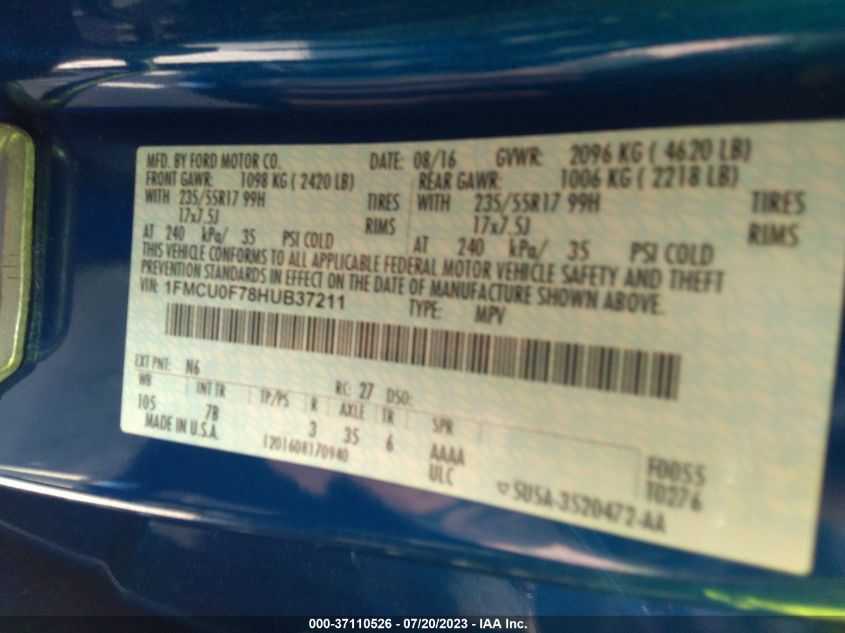 MFD. BY FORD MOTOR CO. DATE: 08/16 GVWR: 2096 KG ( 4620 LB)
FRONT GAWR: 1098 KG ( 2420 LB) REAR GAWR: 1006 KG ( 2218 LB)
WITH 235/55R17 99H TIRES WITH 235/55R17 99H TIRES
17x7.5J RIMS 17x7.5J RIMS
AT 240 kPa/ 35 PSI COLD AT 240 kPa/ 35 PSI COLD
THIS VEHICLE CONFORMS TO ALL APPLICABLE FEDERAL MOTOR VEHICLE SAFETY AND THEFT
PREVENTION STANDARDS IN EFFECT ON THE DATE OF MANUFACTURE SHOWN ABOVE.
VIN: 1FMCU0F78HUB37211 TYPE: MPV
EXT PNT: N6 RC: 27 DSO:
WB INT TR TP/PS R AXLE TR SPR
105 7B 3 35 6 AAAA F0055
MADE IN U.S.A. 1201608170940 ULC T0276
▽ 5U5A-3520472-AA
000-37110526 - 07/20/2023 - IAA Inc.